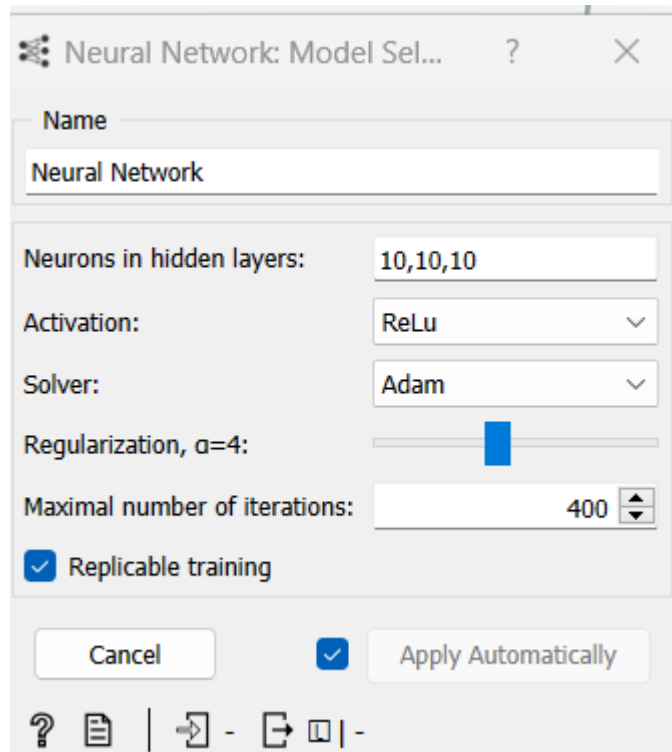 Neural Network: Model Sel... ?
Name
Neural Network
Neurons in hidden layers: 10,10,10
Activation: ReLu
Solver: Adam
Regularization, α=4:
Maximal number of iterations: 400
Replicable training
Cancel Apply Automatically
? | - | -